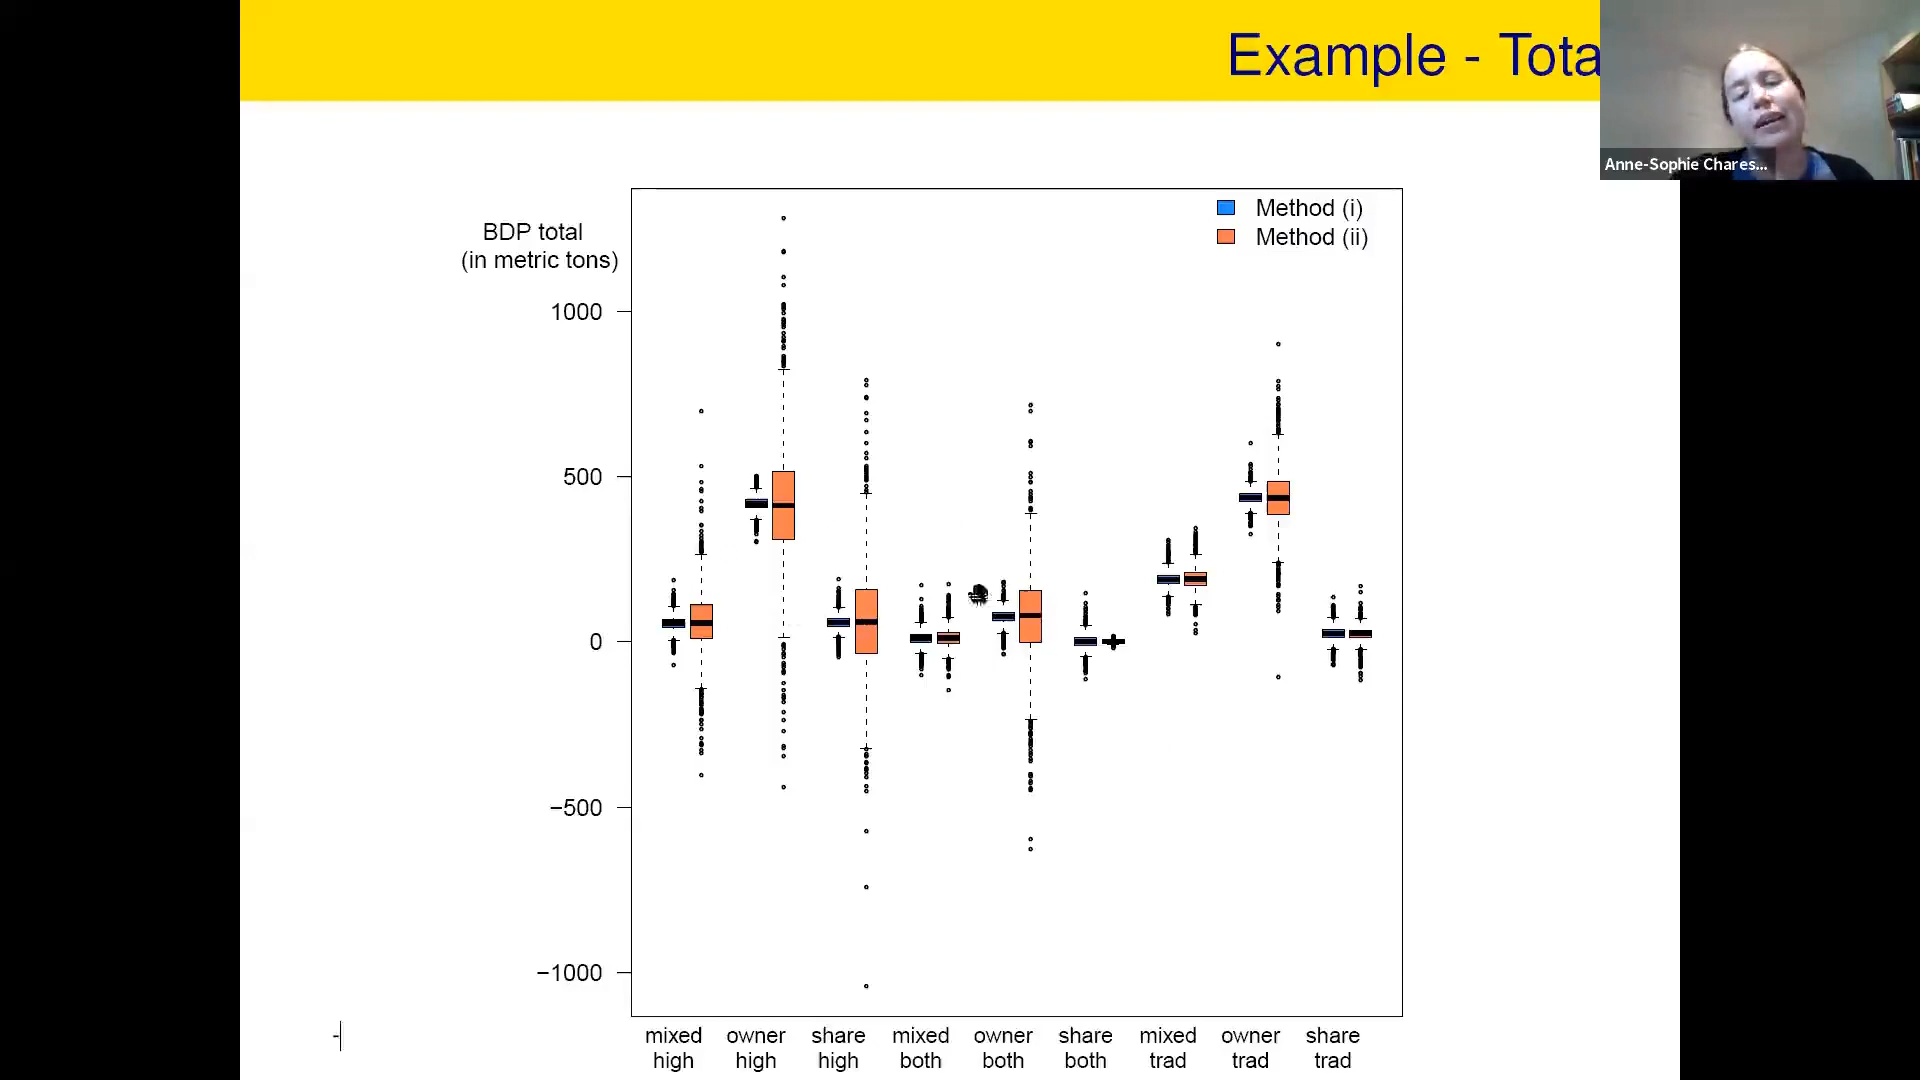 Example - Tota
Anne-Sophie Chares...
BDP total
(in metric tons)
Method (i)
Method (ii)
1000
500
0
−500
−1000
mixed high
owner high
share high
mixed both
owner both
share both
mixed trad
owner trad
share trad
-